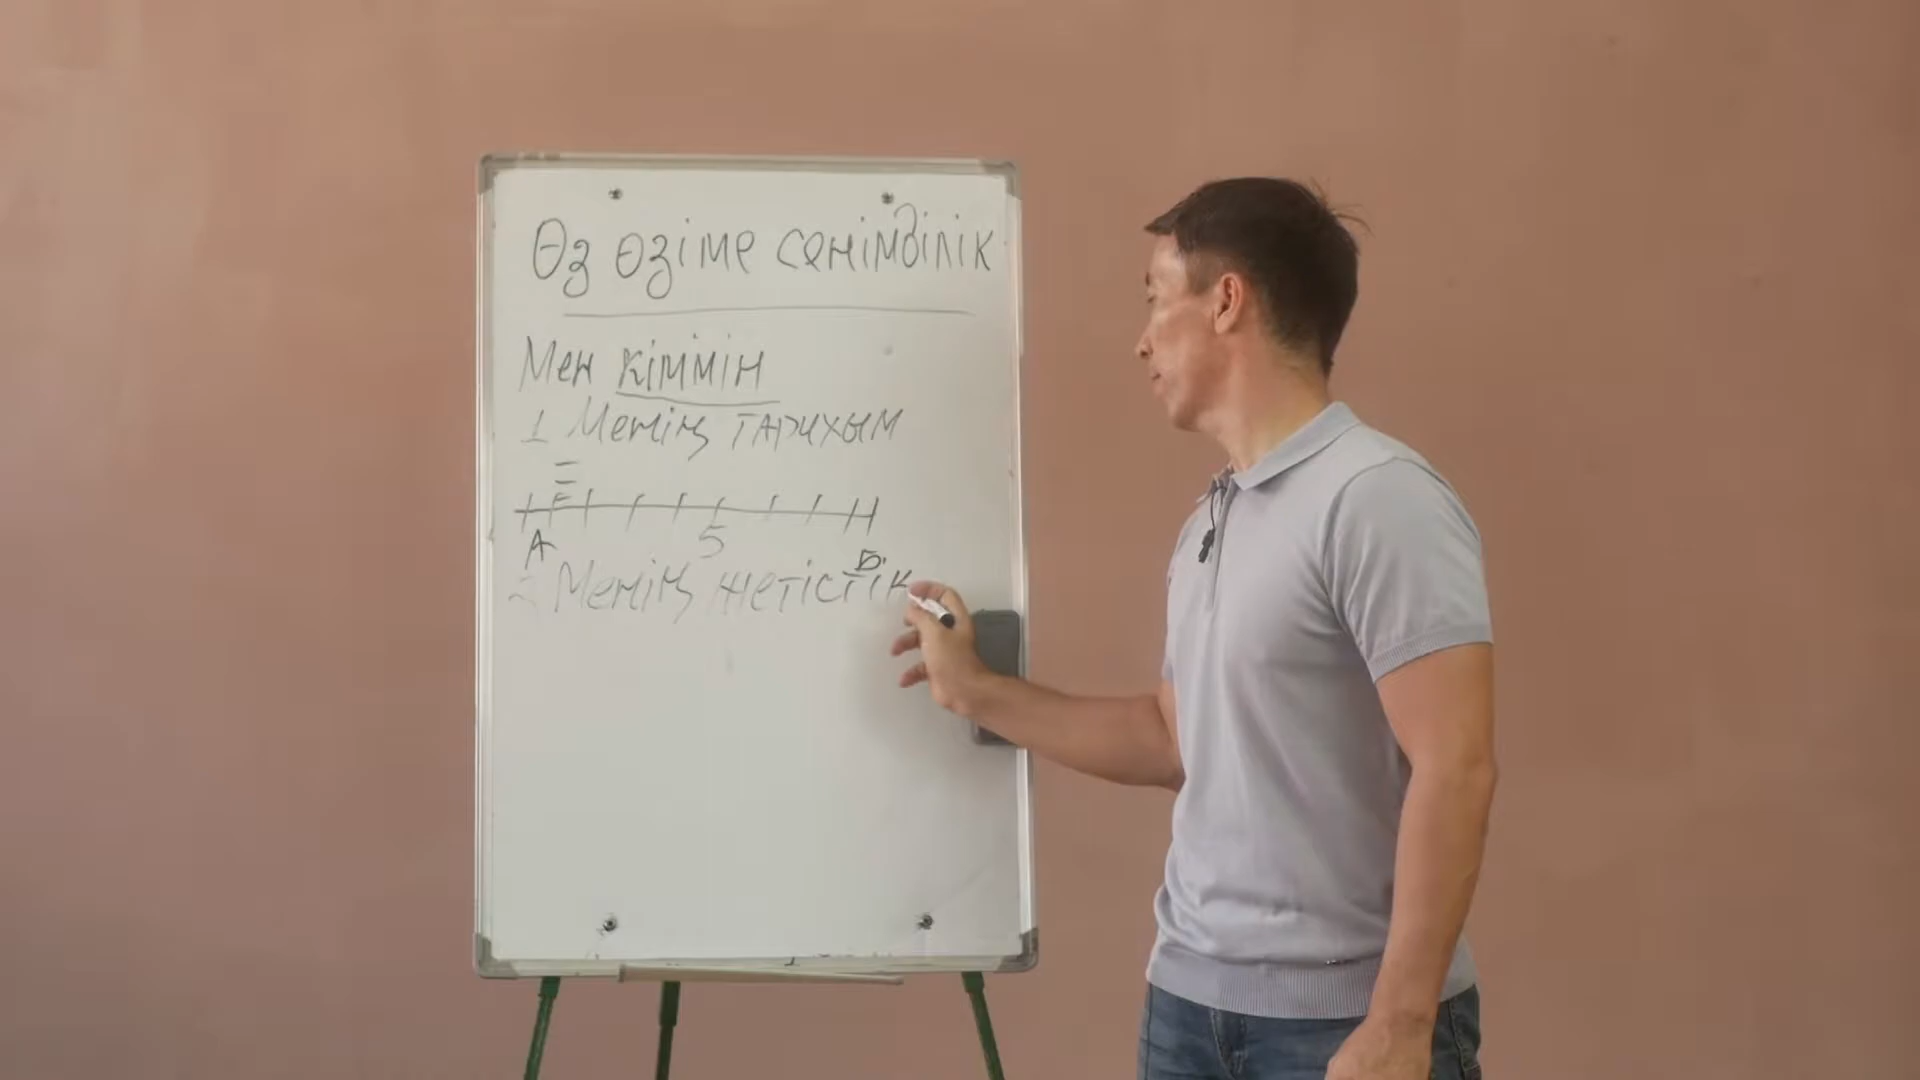 Өз өзіме сенімділік
Мен кіммін
1 Менің тарихым
А 5 Б
2 Менің жетістік